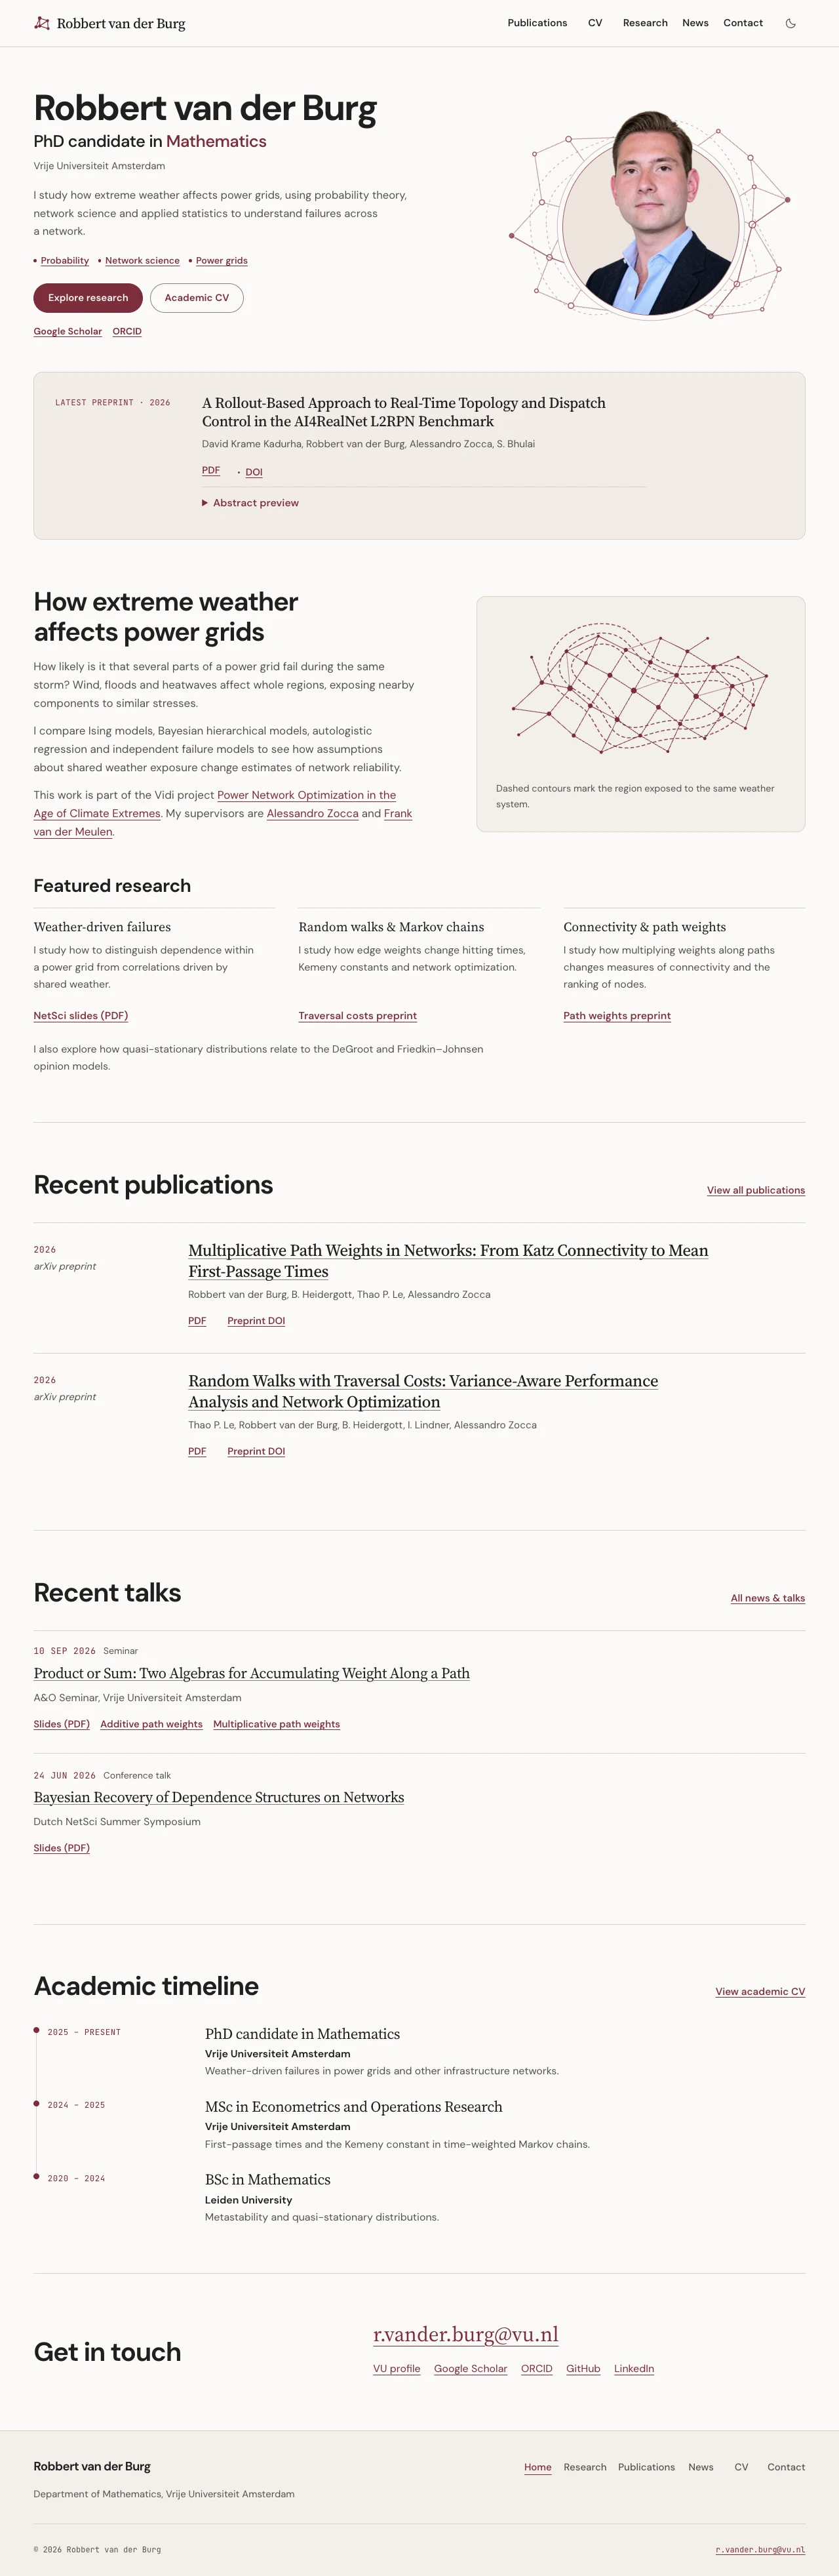 Robbert van der Burg
Publications CV Research News Contact
Robbert van der Burg
PhD candidate in Mathematics
Vrije Universiteit Amsterdam
I study how extreme weather affects power grids, using probability theory,
network science and applied statistics to understand failures across
a network.
• Probability • Network science • Power grids
Explore research Academic CV
Google Scholar ORCID
LATEST PREPRINT · 2026
A Rollout-Based Approach to Real-Time Topology and Dispatch
Control in the AI4RealNet L2RPN Benchmark
David Krame Kadurha, Robbert van der Burg, Alessandro Zocca, S. Bhulai
PDF · DOI
▶ Abstract preview
How extreme weather
affects power grids
How likely is it that several parts of a power grid fail during the same
storm? Wind, floods and heatwaves affect whole regions, exposing nearby
components to similar stresses.
I compare Ising models, Bayesian hierarchical models, autologistic
regression and independent failure models to see how assumptions
about shared weather exposure change estimates of network reliability.
This work is part of the Vidi project Power Network Optimization in the
Age of Climate Extremes. My supervisors are Alessandro Zocca and Frank
van der Meulen.
Dashed contours mark the region exposed to the same weather
system.
Featured research
Weather-driven failures
I study how to distinguish dependence within
a power grid from correlations driven by
shared weather.
NetSci slides (PDF)
Random walks & Markov chains
I study how edge weights change hitting times,
Kemeny constants and network optimization.
Traversal costs preprint
Connectivity & path weights
I study how multiplying weights along paths
changes measures of connectivity and the
ranking of nodes.
Path weights preprint
I also explore how quasi-stationary distributions relate to the DeGroot and Friedkin–Johnsen
opinion models.
Recent publications
View all publications
2026
arXiv preprint
Multiplicative Path Weights in Networks: From Katz Connectivity to Mean
First-Passage Times
Robbert van der Burg, B. Heidergott, Thao P. Le, Alessandro Zocca
PDF Preprint DOI
2026
arXiv preprint
Random Walks with Traversal Costs: Variance-Aware Performance
Analysis and Network Optimization
Thao P. Le, Robbert van der Burg, B. Heidergott, I. Lindner, Alessandro Zocca
PDF Preprint DOI
Recent talks
All news & talks
10 SEP 2026 Seminar
Product or Sum: Two Algebras for Accumulating Weight Along a Path
A&O Seminar, Vrije Universiteit Amsterdam
Slides (PDF) Additive path weights Multiplicative path weights
24 JUN 2026 Conference talk
Bayesian Recovery of Dependence Structures on Networks
Dutch NetSci Summer Symposium
Slides (PDF)
Academic timeline
View academic CV
2025 – PRESENT
PhD candidate in Mathematics
Vrije Universiteit Amsterdam
Weather-driven failures in power grids and other infrastructure networks.
2024 – 2025
MSc in Econometrics and Operations Research
Vrije Universiteit Amsterdam
First-passage times and the Kemeny constant in time-weighted Markov chains.
2020 – 2024
BSc in Mathematics
Leiden University
Metastability and quasi-stationary distributions.
Get in touch
r.vander.burg@vu.nl
VU profile Google Scholar ORCID GitHub LinkedIn
Robbert van der Burg
Home Research Publications News CV Contact
Department of Mathematics, Vrije Universiteit Amsterdam
© 2026 Robbert van der Burg
r.vander.burg@vu.nl